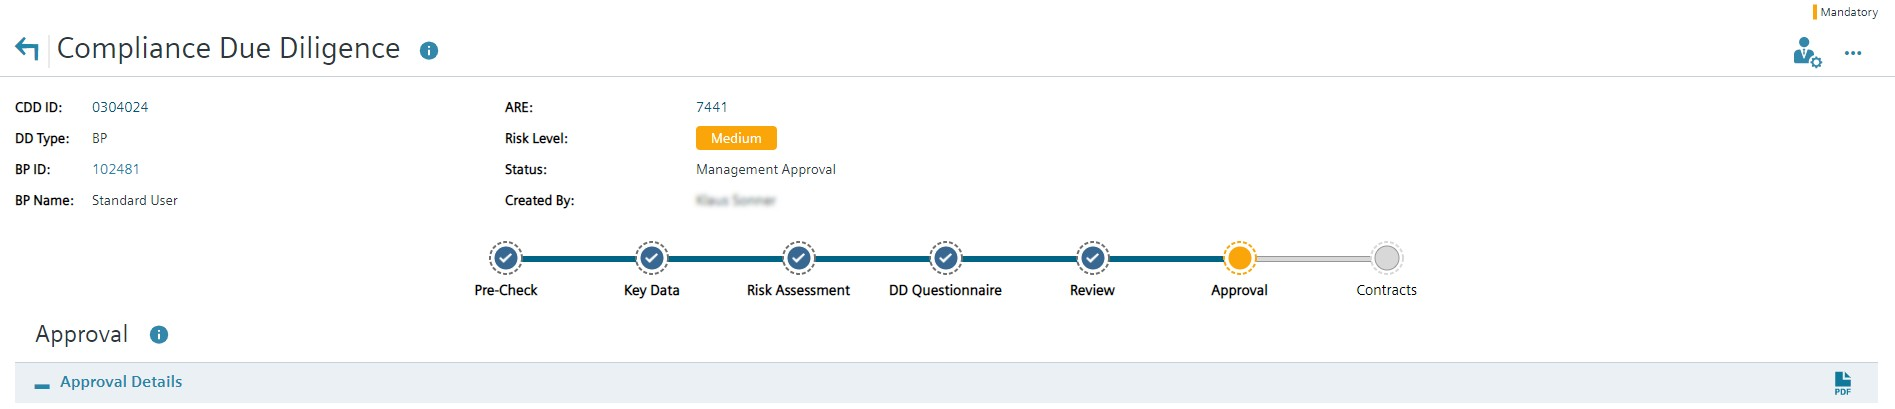 Mandatory
Compliance Due Diligence
CDD ID: 0304024 ARE: 7441
DD Type: BP Risk Level: Medium
BP ID: 102481 Status: Management Approval
BP Name: Standard User Created By:
Pre-Check Key Data Risk Assessment DD Questionnaire Review Approval Contracts
Approval
Approval Details
PDF